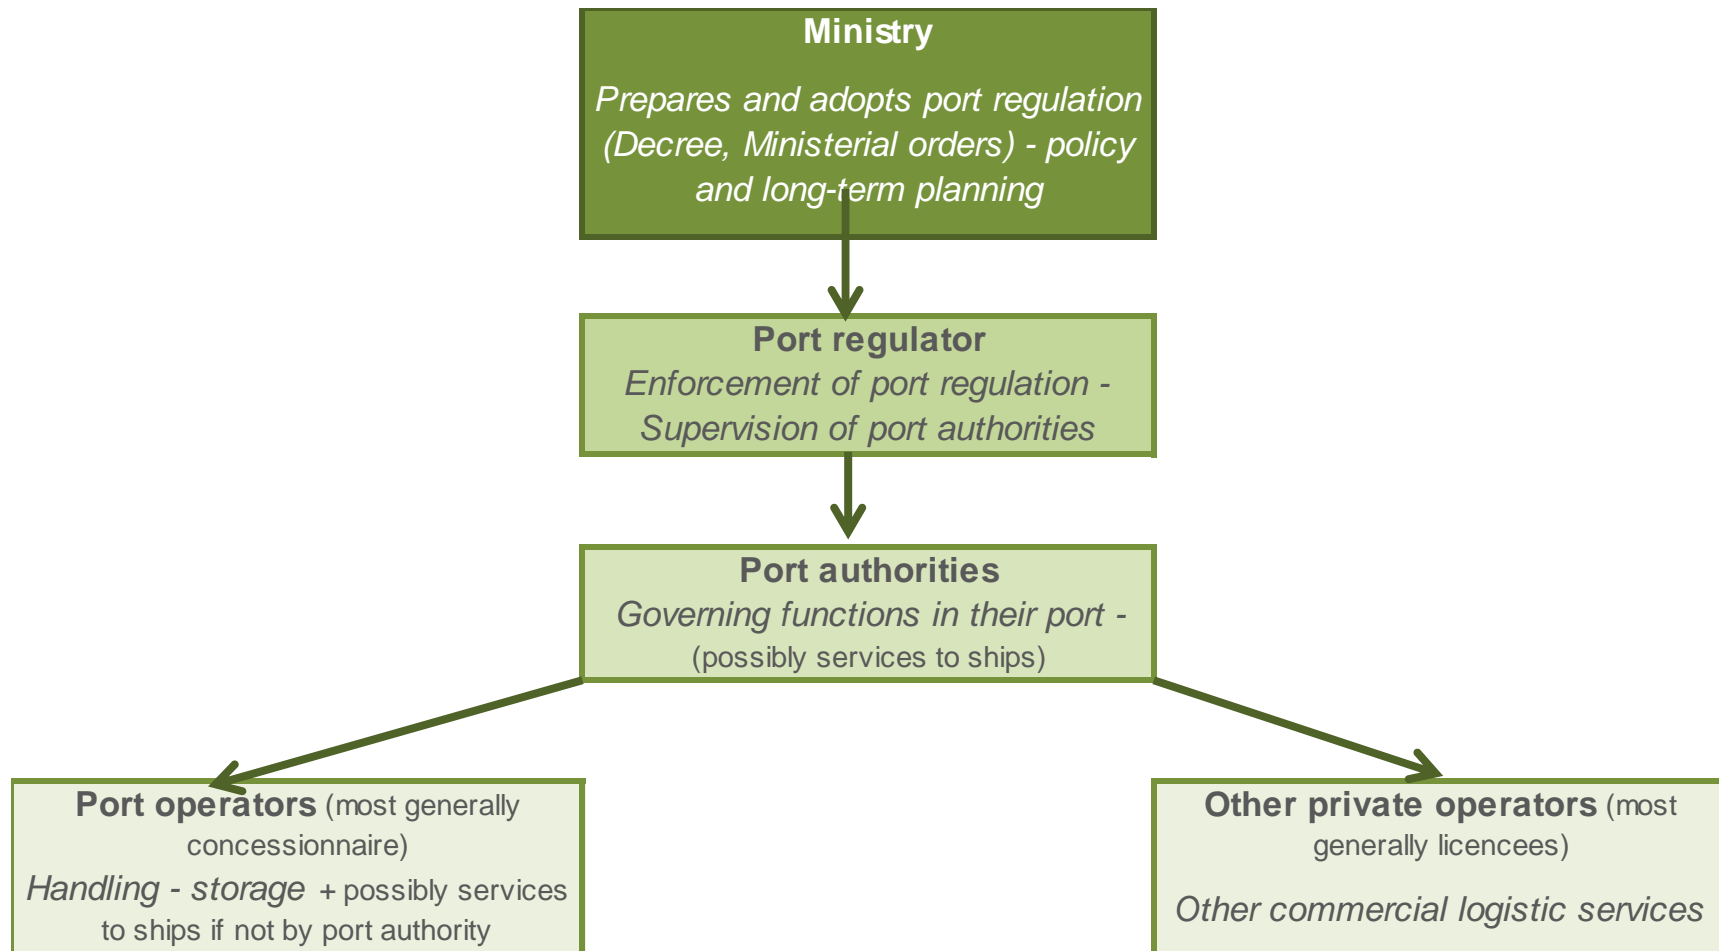 Ministry
Prepares and adopts port regulation
(Decree, Ministerial orders) - policy
and long-term planning
Port regulator
Enforcement of port regulation -
Supervision of port authorities
Port authorities
Governing functions in their port -
(possibly services to ships)
Port operators (most generally
concessionnaire)
Handling - storage + possibly services
to ships if not by port authority
Other private operators (most
generally licencees)
Other commercial logistic services